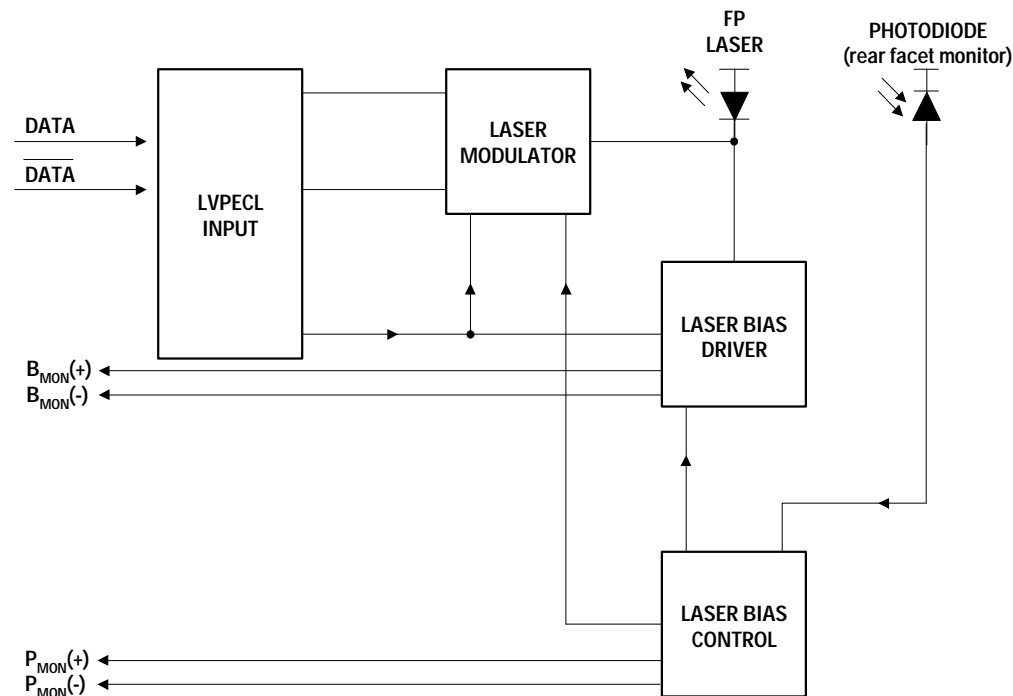 FP
LASER
PHOTODIODE
(rear facet monitor)
DATA
DATA
LVPECL
INPUT
LASER
MODULATOR
LASER BIAS
DRIVER
BMON(+)
BMON(-)
LASER BIAS
CONTROL
PMON(+)
PMON(-)